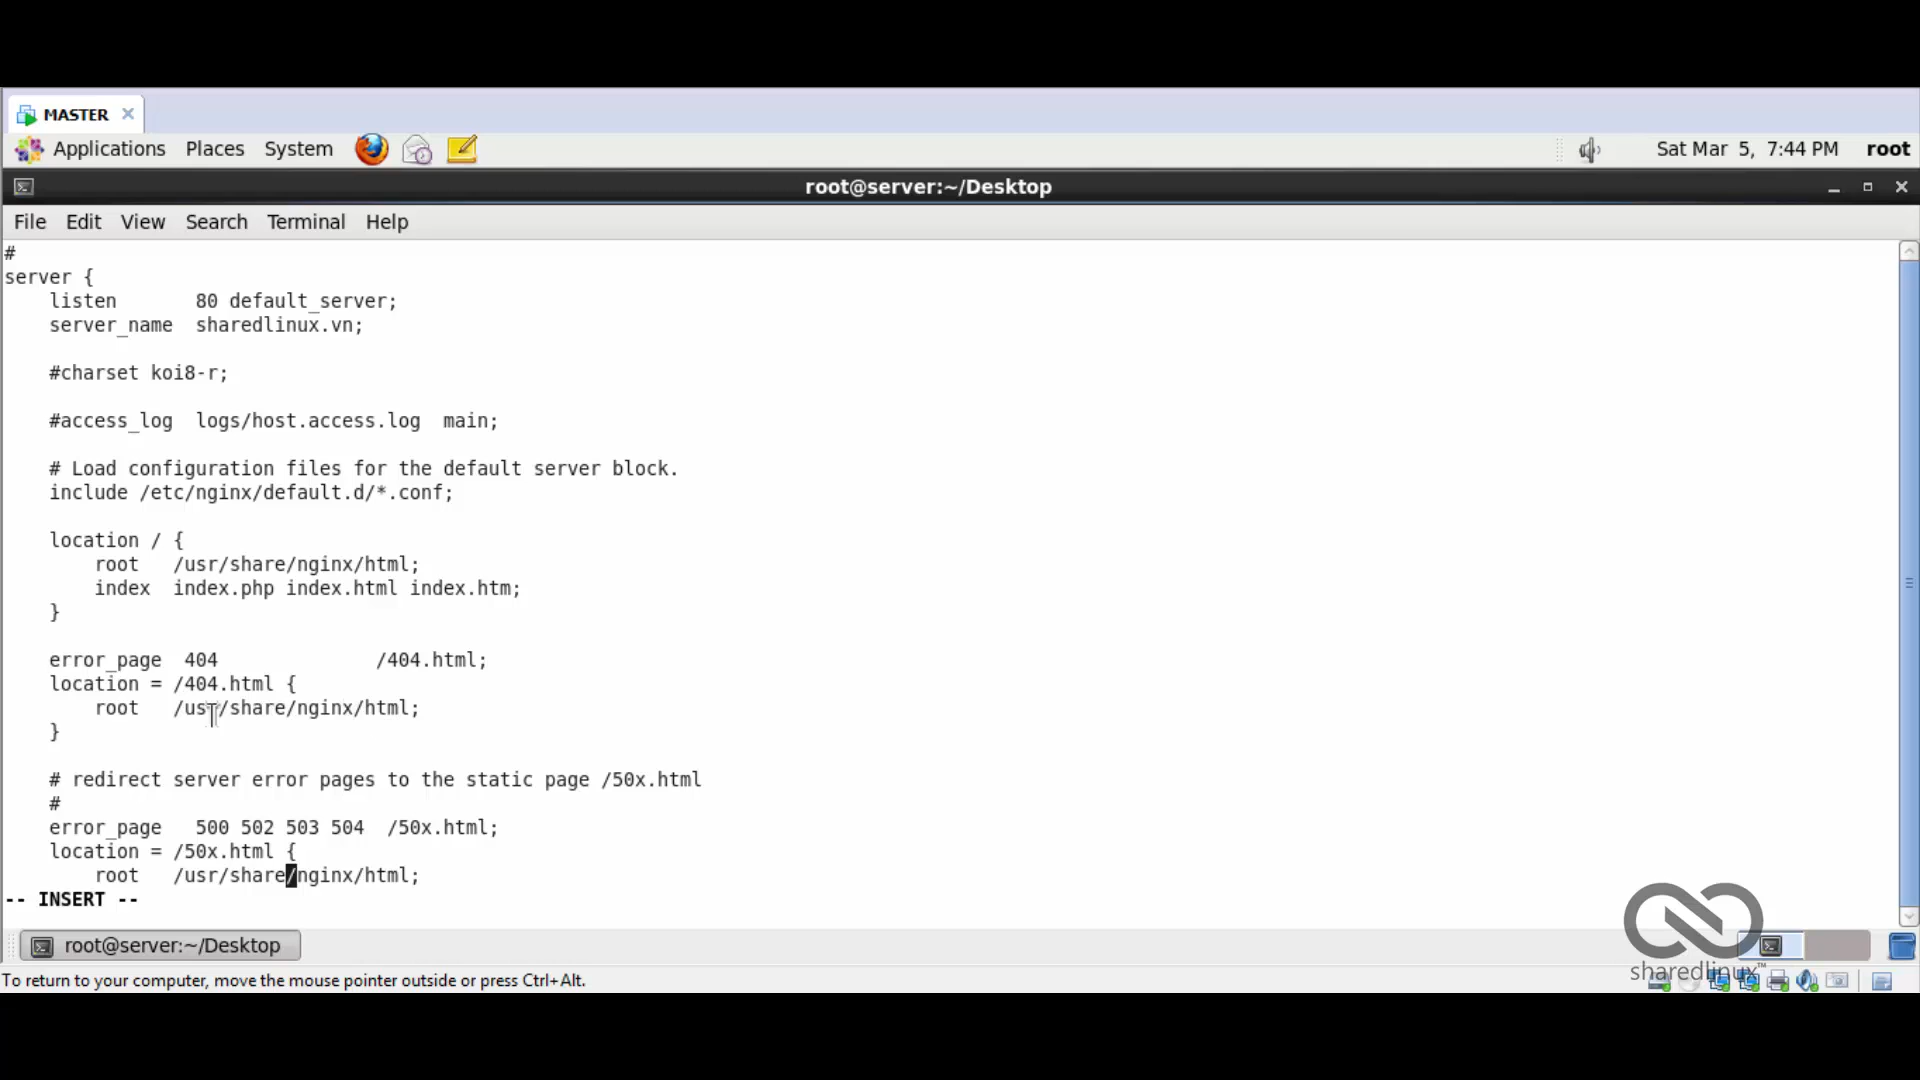 MASTER
Applications Places System Sat Mar 5, 7:44 PM root
root@server:~/Desktop
File Edit View Search Terminal Help
#
server {
    listen       80 default_server;
    server_name  sharedlinux.vn;
    #charset koi8-r;
    #access_log  logs/host.access.log  main;
    # Load configuration files for the default server block.
    include /etc/nginx/default.d/*.conf;
    location / {
        root   /usr/share/nginx/html;
        index  index.php index.html index.htm;
    }
    error_page  404              /404.html;
    location = /404.html {
        root   /usr/share/nginx/html;
    }
    # redirect server error pages to the static page /50x.html
    #
    error_page   500 502 503 504  /50x.html;
    location = /50x.html {
        root   /usr/share/nginx/html;
-- INSERT --
root@server:~/Desktop
sharedlinux™
To return to your computer, move the mouse pointer outside or press Ctrl+Alt.